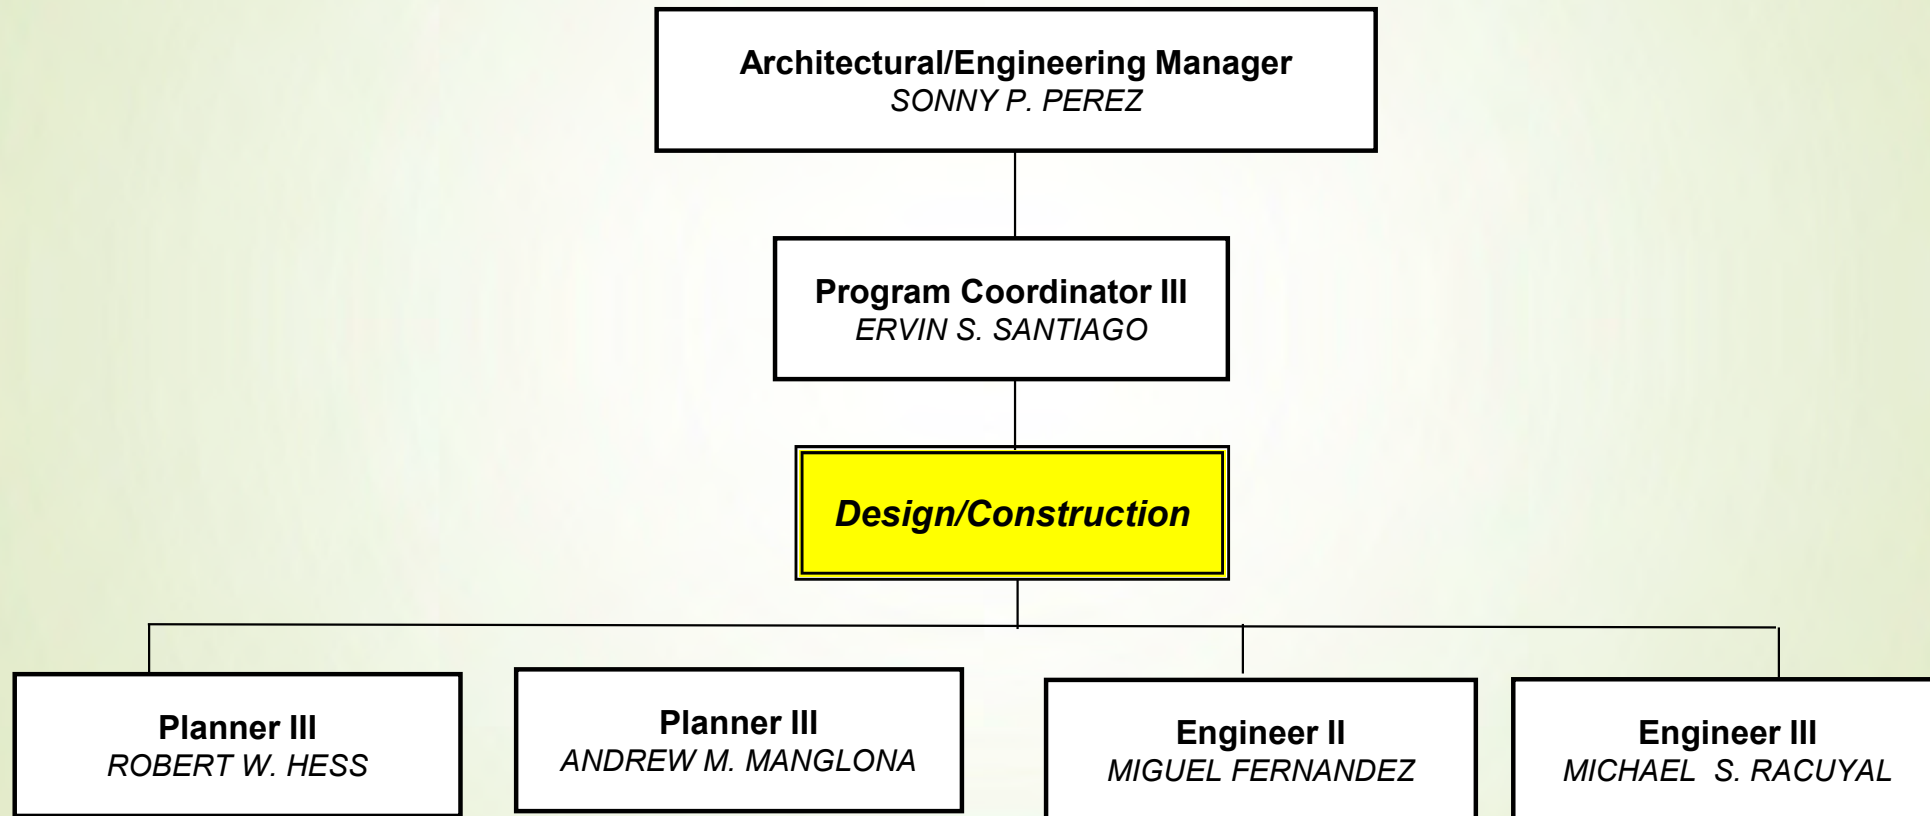 Architectural/Engineering Manager
SONNY P. PEREZ
Program Coordinator III
ERVIN S. SANTIAGO
Design/Construction
Planner III
ROBERT W. HESS
Planner III
ANDREW M. MANGLONA
Engineer II
MIGUEL FERNANDEZ
Engineer III
MICHAEL  S. RACUYAL